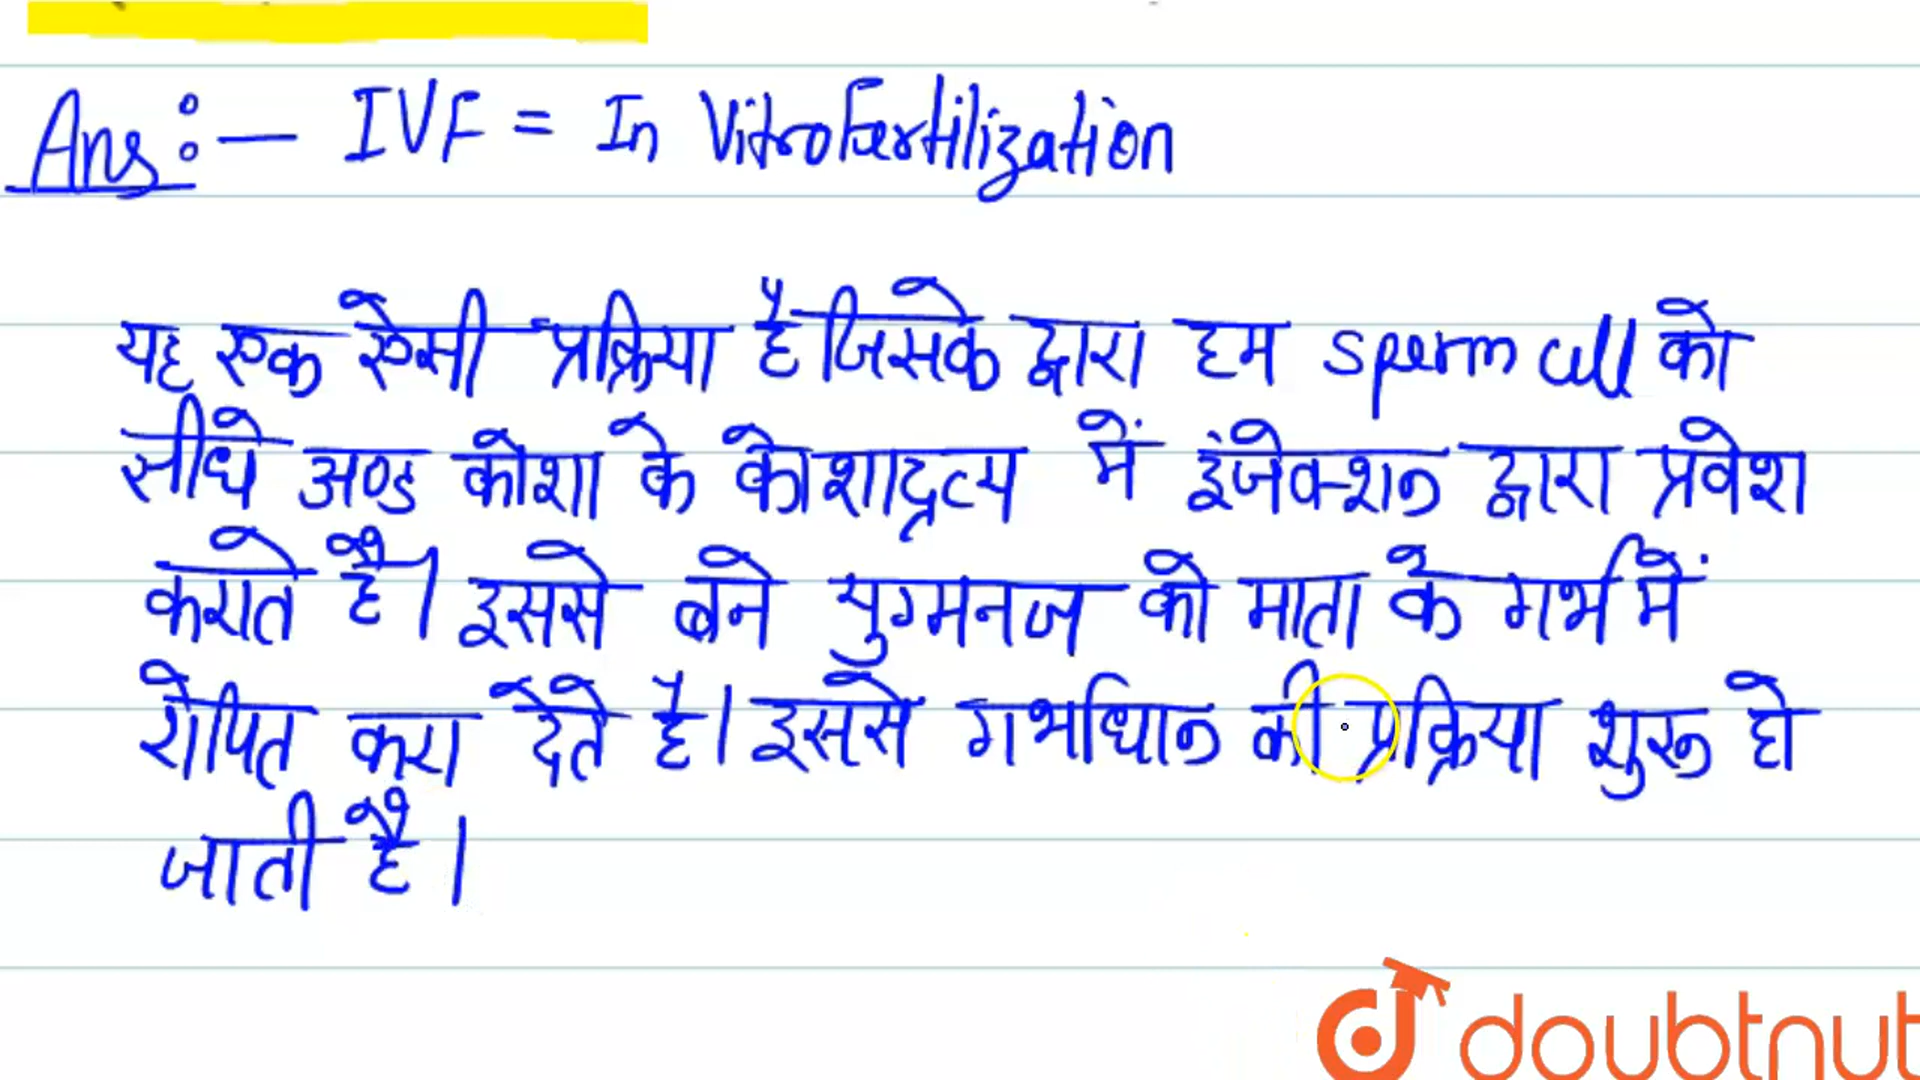 Ans:- IVF = In Vitro Fertilization
यह एक ऐसी प्रक्रिया है जिसके द्वारा हम sperm cell को
सीधे अण्ड कोशा के कोशाद्रव्य में इंजेक्शन द्वारा प्रवेश
कराते है। इससे बने युग्मनज को माता के गर्भ में
रोपित करा देते है। इससे गर्भाधान की प्रक्रिया शुरू हो
जाती है।
doubtnut